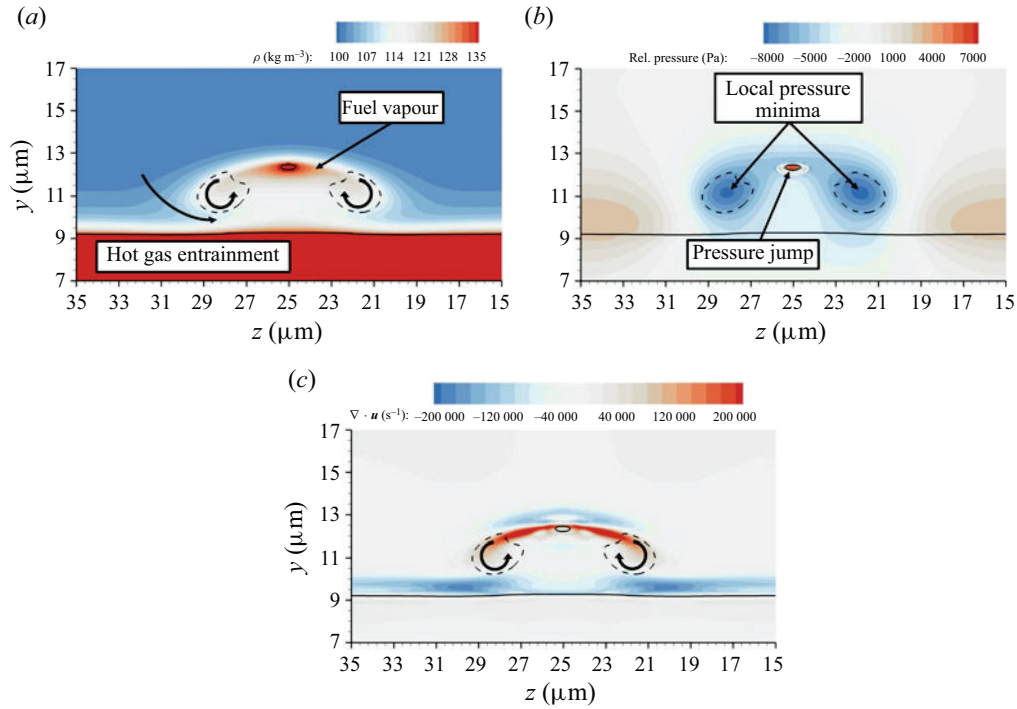 (a)
ρ (kg m⁻³): 100 107 114 121 128 135
17
15
13
11
9
7
y (μm)
Fuel vapour
Hot gas entrainment
35 33 31 29 27 25 23 21 19 17 15
z (μm)
(b)
Rel. pressure (Pa): –8000 –5000 –2000 1000 4000 7000
17
15
13
11
9
7
y (μm)
Local pressure
minima
Pressure jump
35 33 31 29 27 25 23 21 19 17 15
z (μm)
(c)
∇ · u (s⁻¹): –200 000 –120 000 –40 000 40 000 120 000 200 000
17
15
13
11
9
7
y (μm)
35 33 31 29 27 25 23 21 19 17 15
z (μm)